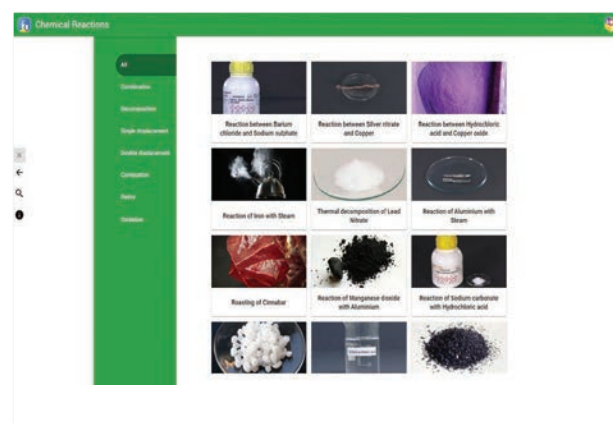 Chemical Reactions
All
Combination
Decomposition
Single displacement
Double displacement
Combustion
Redox
Oxidation
Reaction between Barium
chloride and Sodium sulphate
Reaction between Silver nitrate
and Copper
Reaction between Hydrochloric
acid and Copper oxide
Reaction of Iron with Steam
Thermal decomposition of Lead
Nitrate
Reaction of Aluminium with
Steam
Roasting of Cinnabar
Reaction of Manganese dioxide
with Aluminium
Reaction of Sodium carbonate
with Hydrochloric acid